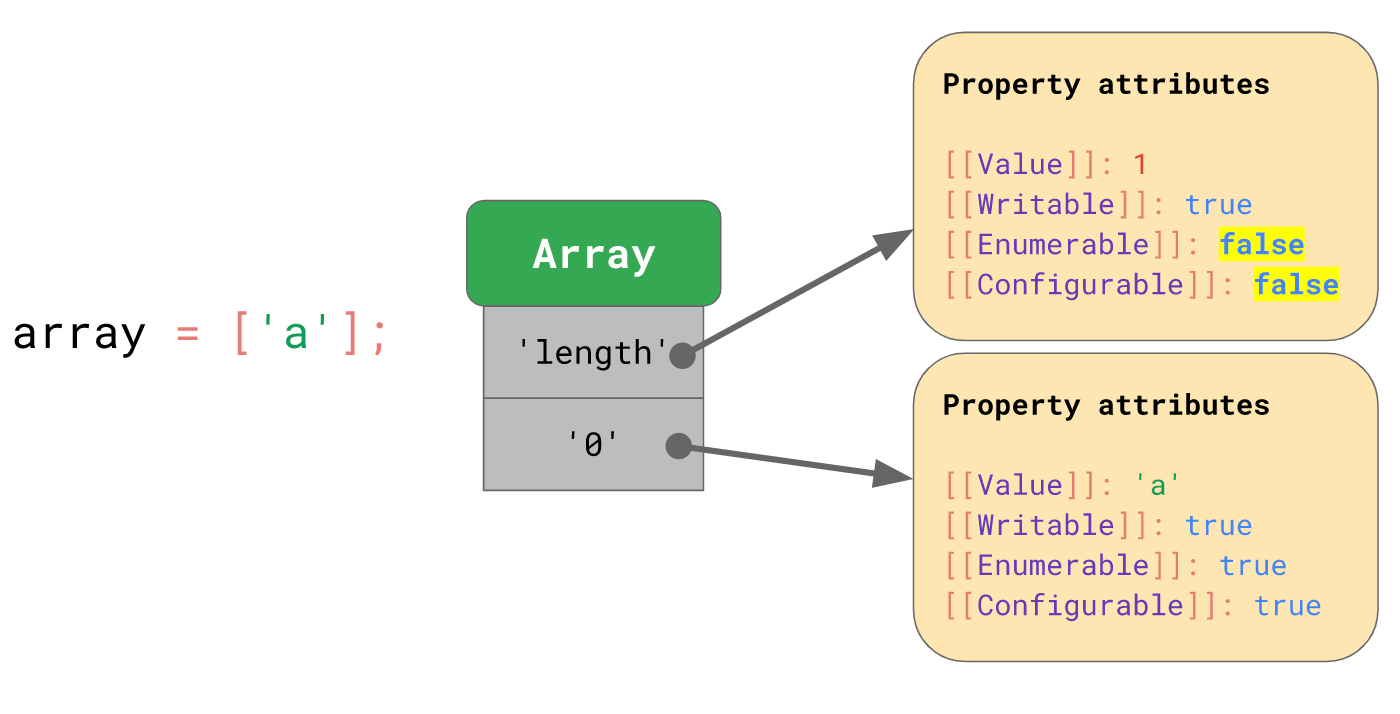 array = ['a'];
Array
'length'
'0'
Property attributes
[[Value]]: 1
[[Writable]]: true
[[Enumerable]]: false
[[Configurable]]: false
Property attributes
[[Value]]: 'a'
[[Writable]]: true
[[Enumerable]]: true
[[Configurable]]: true